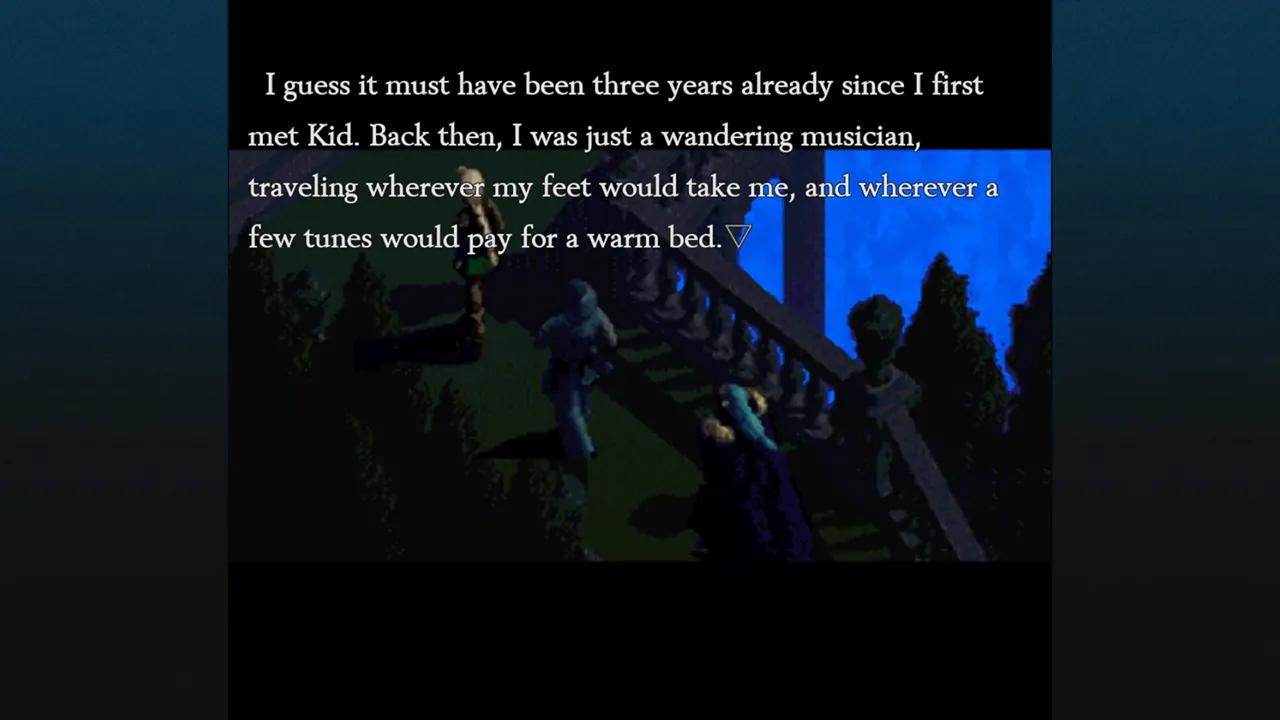 I guess it must have been three years already since I first
met Kid. Back then, I was just a wandering musician,
traveling wherever my feet would take me, and wherever a
few tunes would pay for a warm bed.